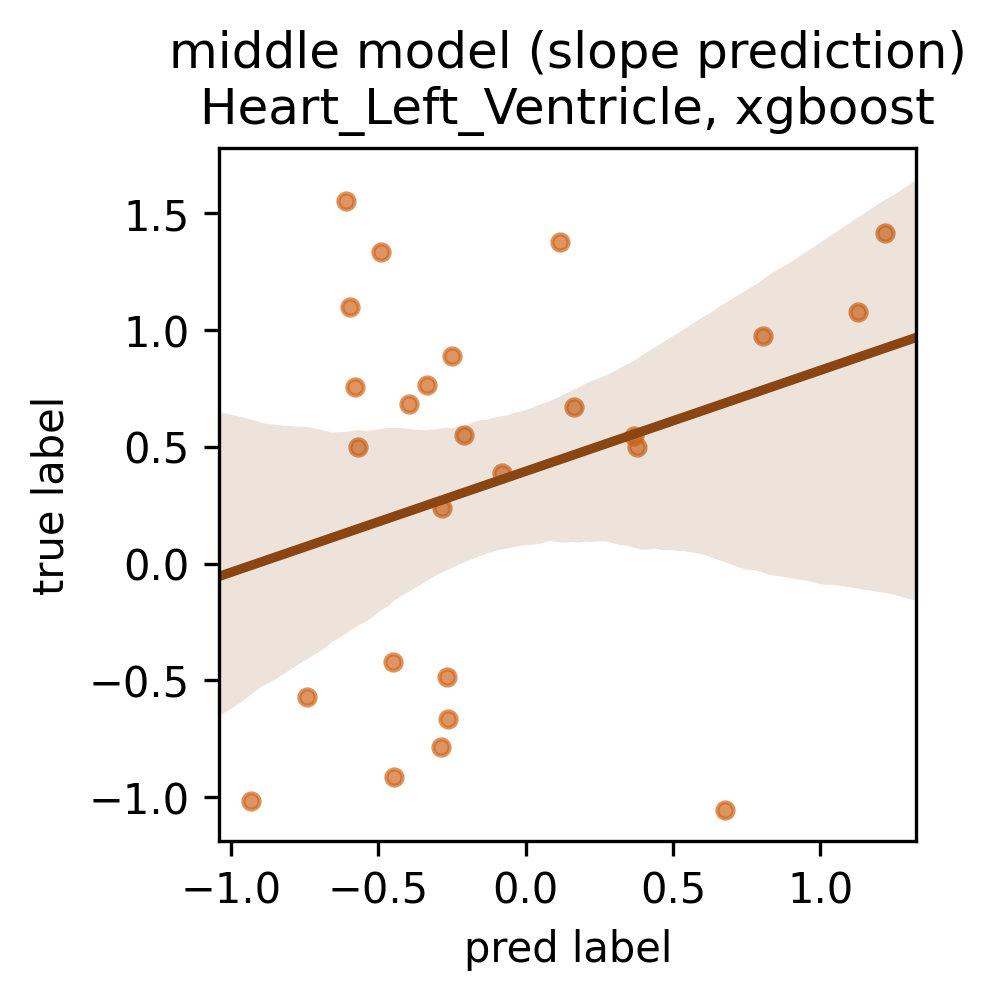 middle model (slope prediction)
Heart_Left_Ventricle, xgboost
true label
1.5
1.0
0.5
0.0
−0.5
−1.0
−1.0 −0.5 0.0 0.5 1.0
pred label